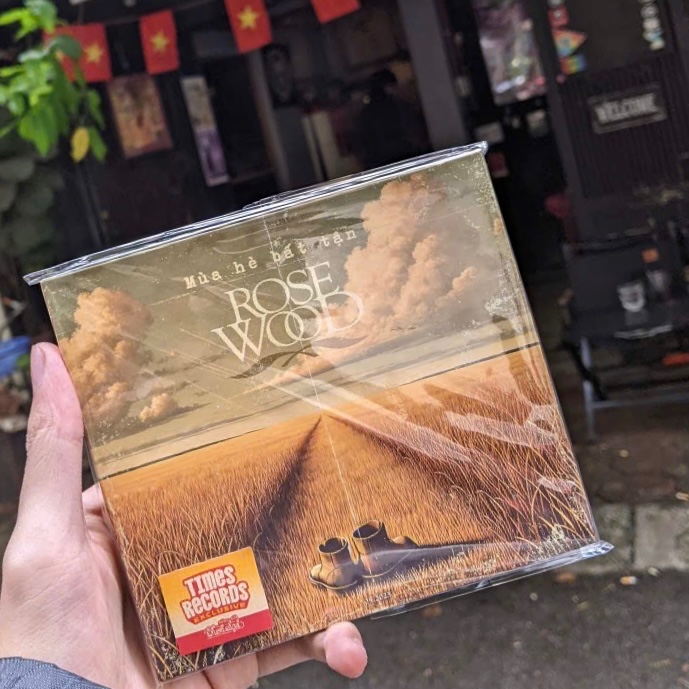 WELCOME
Mùa hè bất tận
ROSE
WOOD
TIMES
RECORDS
EXCLUSIVE